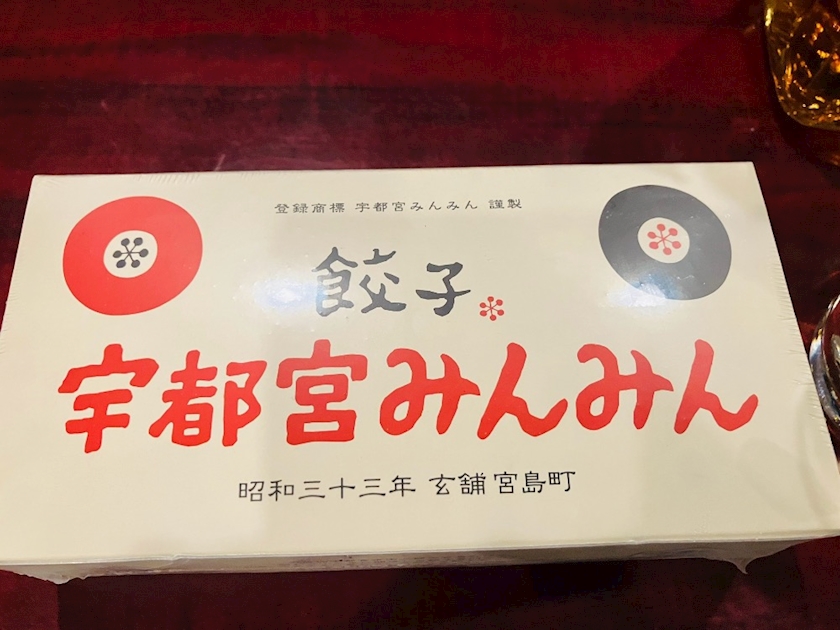 登録商標 宇都宮みんみん 謹製
餃子
宇都宮みんみん
昭和三十三年 玄舗 宮島町